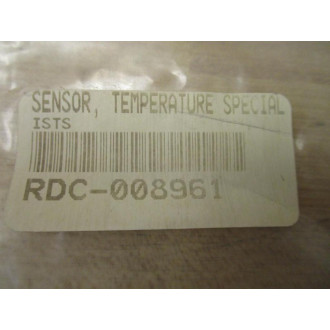 SENSOR, TEMPERATURE SPECIAL
ISTS
RDC-008961